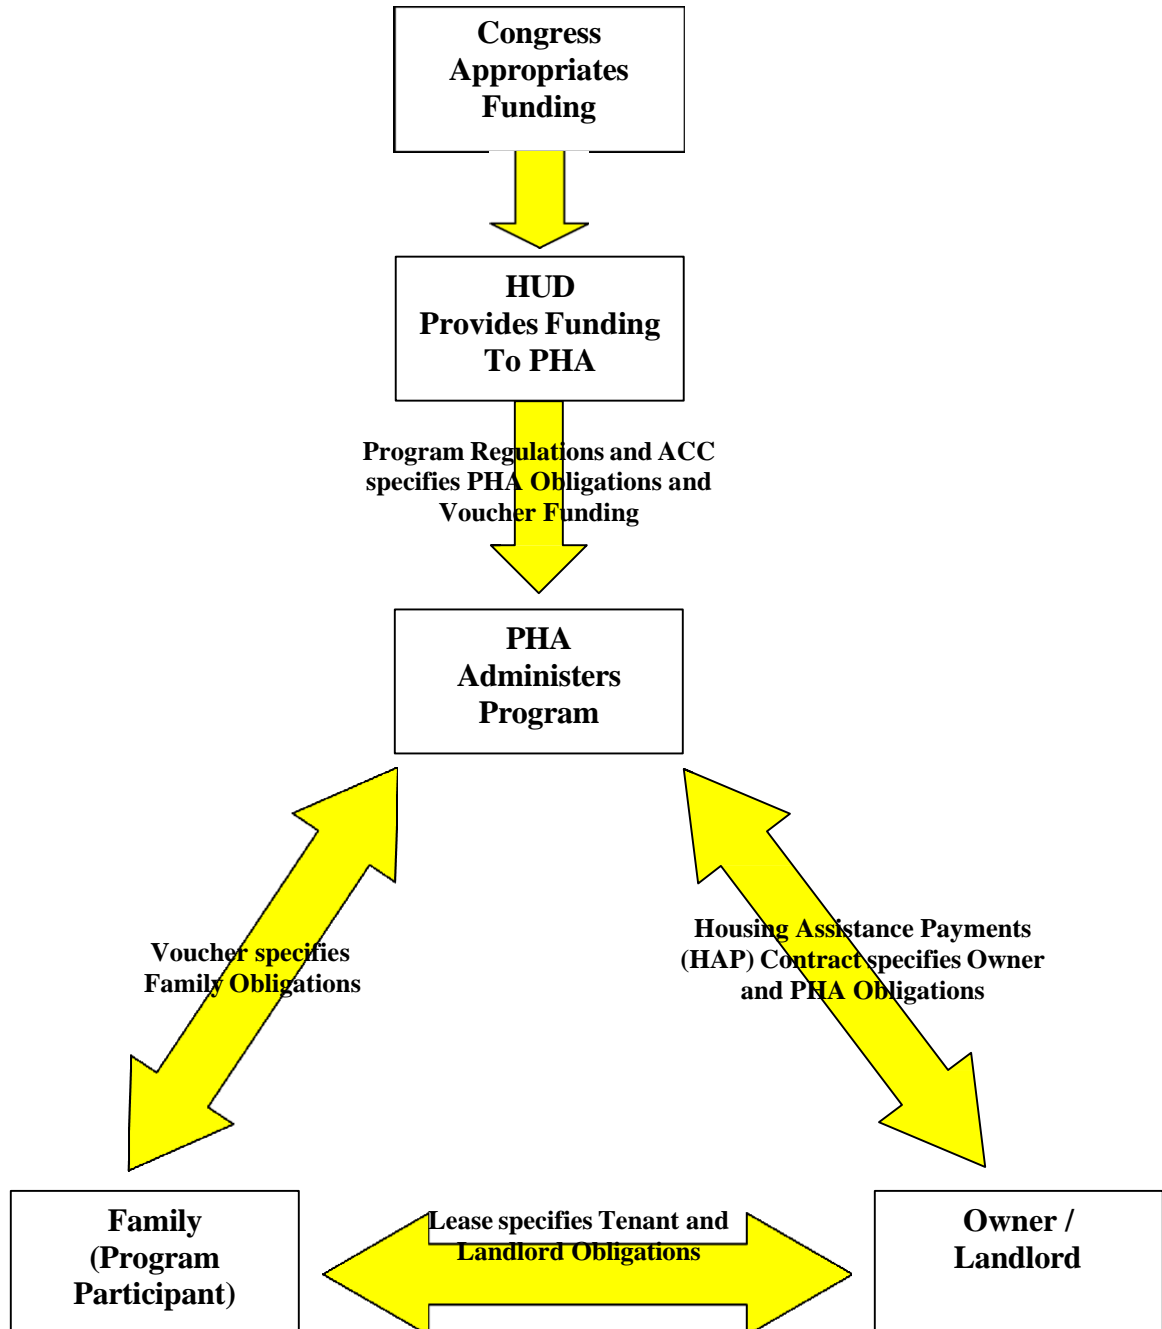 Congress
Appropriates
Funding
HUD
Provides Funding
To PHA
Program Regulations and ACC
specifies PHA Obligations and
Voucher Funding
PHA
Administers
Program
Voucher specifies
Family Obligations
Housing Assistance Payments
(HAP) Contract specifies Owner
and PHA Obligations
Family
(Program
Participant)
Lease specifies Tenant and
Landlord Obligations
Owner /
Landlord